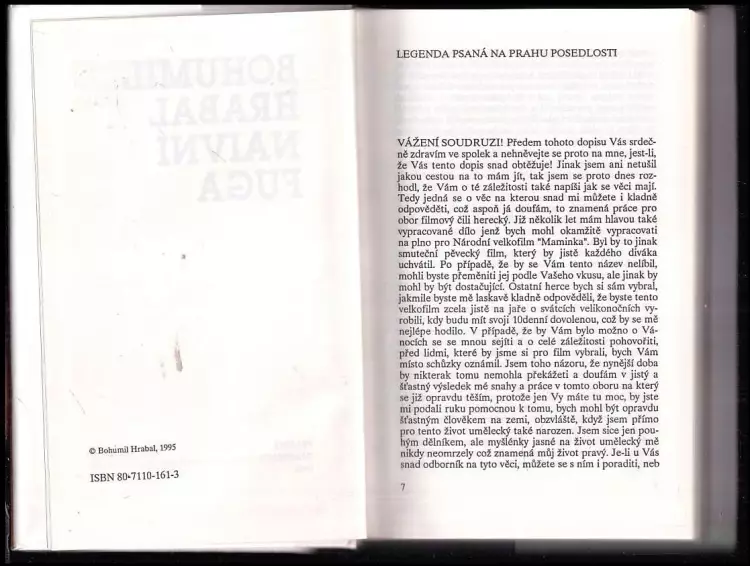 BOHUMIL
HRABAL
NAIVNÍ
FUGA
© Bohumil Hrabal, 1995
ISBN 80-7110-161-3
LEGENDA PSANÁ NA PRAHU POSEDLOSTI
VÁŽENÍ SOUDRUZI! Předem tohoto dopisu Vás srdeč-
ně zdravím ve spolek a nehněvejte se proto na mne, jest-li,
že Vás tento dopis snad obtěžuje! Jinak jsem ani netušil
jakou cestou na to mám jít, tak jsem se proto dnes roz-
hodl, že Vám o té záležitosti také napíši jak se věci mají.
Tedy jedná se o věc na kterou snad mi můžete i kladně
odpověděti, což aspoň já doufám, to znamená práce pro
obor filmový čili herecký. Již několik let mám hlavou také
vypracované dílo jenž bych mohl okamžitě vypracovati
na plno pro Národní velkofilm "Maminka". Byl by to jinak
smuteční pěvecký film, který by jistě každého diváka
uchvátil. Po případě, že by se Vám tento název nelíbil,
mohli byste přeměniti jej podle Vašeho vkusu, ale jinak by
mohl by být dostačující. Ostatní herce bych si sám vybral,
jakmile byste mě laskavě kladně odpověděli, že byste tento
velkofilm zcela jistě na jaře o svátcích velikonočních vy-
robili, kdy budu mít svojí 10denní dovolenou, což by se mě
nejlépe hodilo. V případě, že by Vám bylo možno o Vá-
nocích se se mnou sejíti a o celé záležitosti pohovořiti,
před lidmi, které by jsme si pro film vybrali, bych Vám
místo schůzky oznámil. Jsem toho názoru, že nynější doba
by nikterak tomu nemohla překážeti a doufám v jistý a
šťastný výsledek mé snahy a práce v tomto oboru na který
se již opravdu těším, protože jen Vy máte tu moc, by jste
mi podali ruku pomocnou k tomu, bych mohl být opravdu
šťastným člověkem na zemi, obzvláště, když jsem přímo
pro tento život umělecký také narozen. Jsem sice jen pou-
hým dělníkem, ale myšlénky jasné na život umělecký mě
nikdy neomrzely což znamená můj život pravý. Je-li u Vás
snad odborník na tyto věci, můžete se s ním i poraditi, neb
7